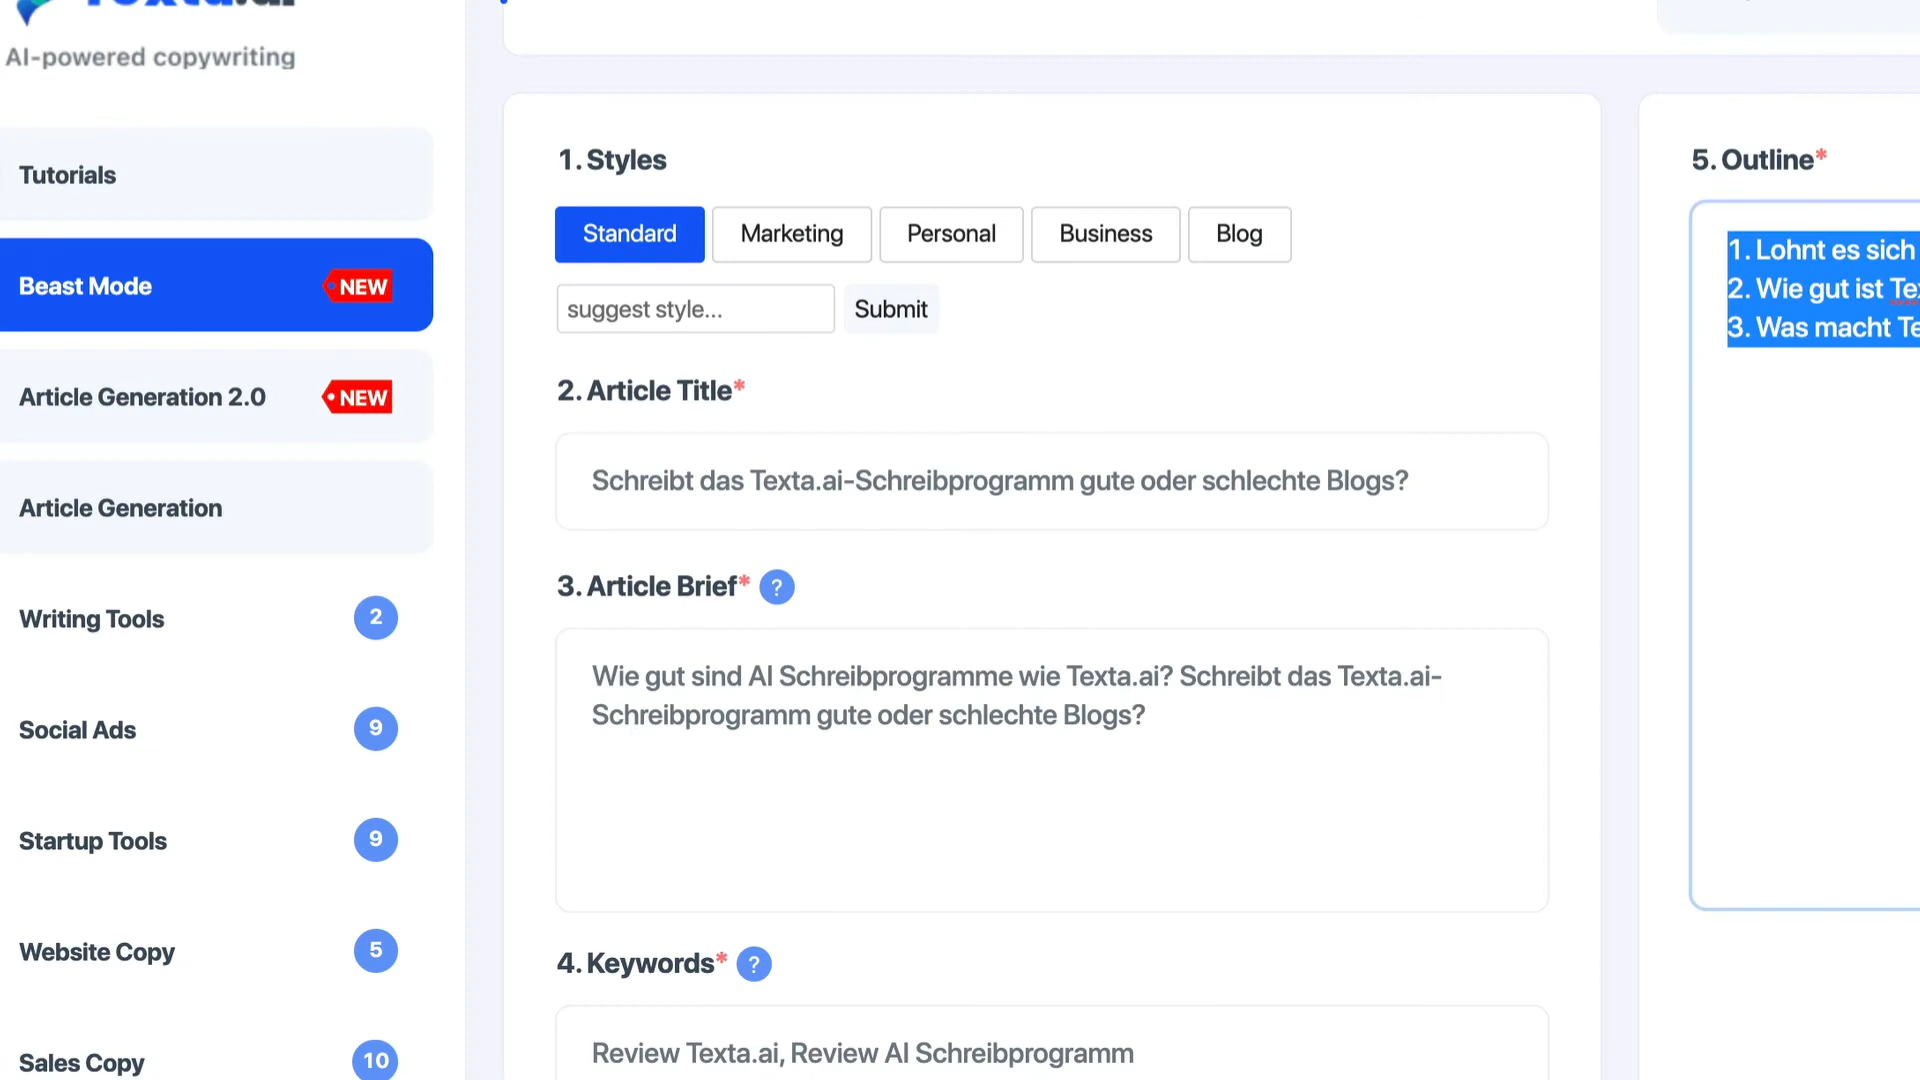 AI-powered copywriting
Tutorials
Beast Mode
NEW
Article Generation 2.0
NEW
Article Generation
Writing Tools
2
Social Ads
9
Startup Tools
9
Website Copy
5
Sales Copy
10
1. Styles
Standard
Marketing
Personal
Business
Blog
suggest style...
Submit
2. Article Title*
Schreibt das Texta.ai-Schreibprogramm gute oder schlechte Blogs?
3. Article Brief* ?
Wie gut sind AI Schreibprogramme wie Texta.ai? Schreibt das Texta.ai-
Schreibprogramm gute oder schlechte Blogs?
4. Keywords* ?
Review Texta.ai, Review AI Schreibprogramm
5. Outline*
1. Lohnt es sich
2. Wie gut ist
3. Was macht